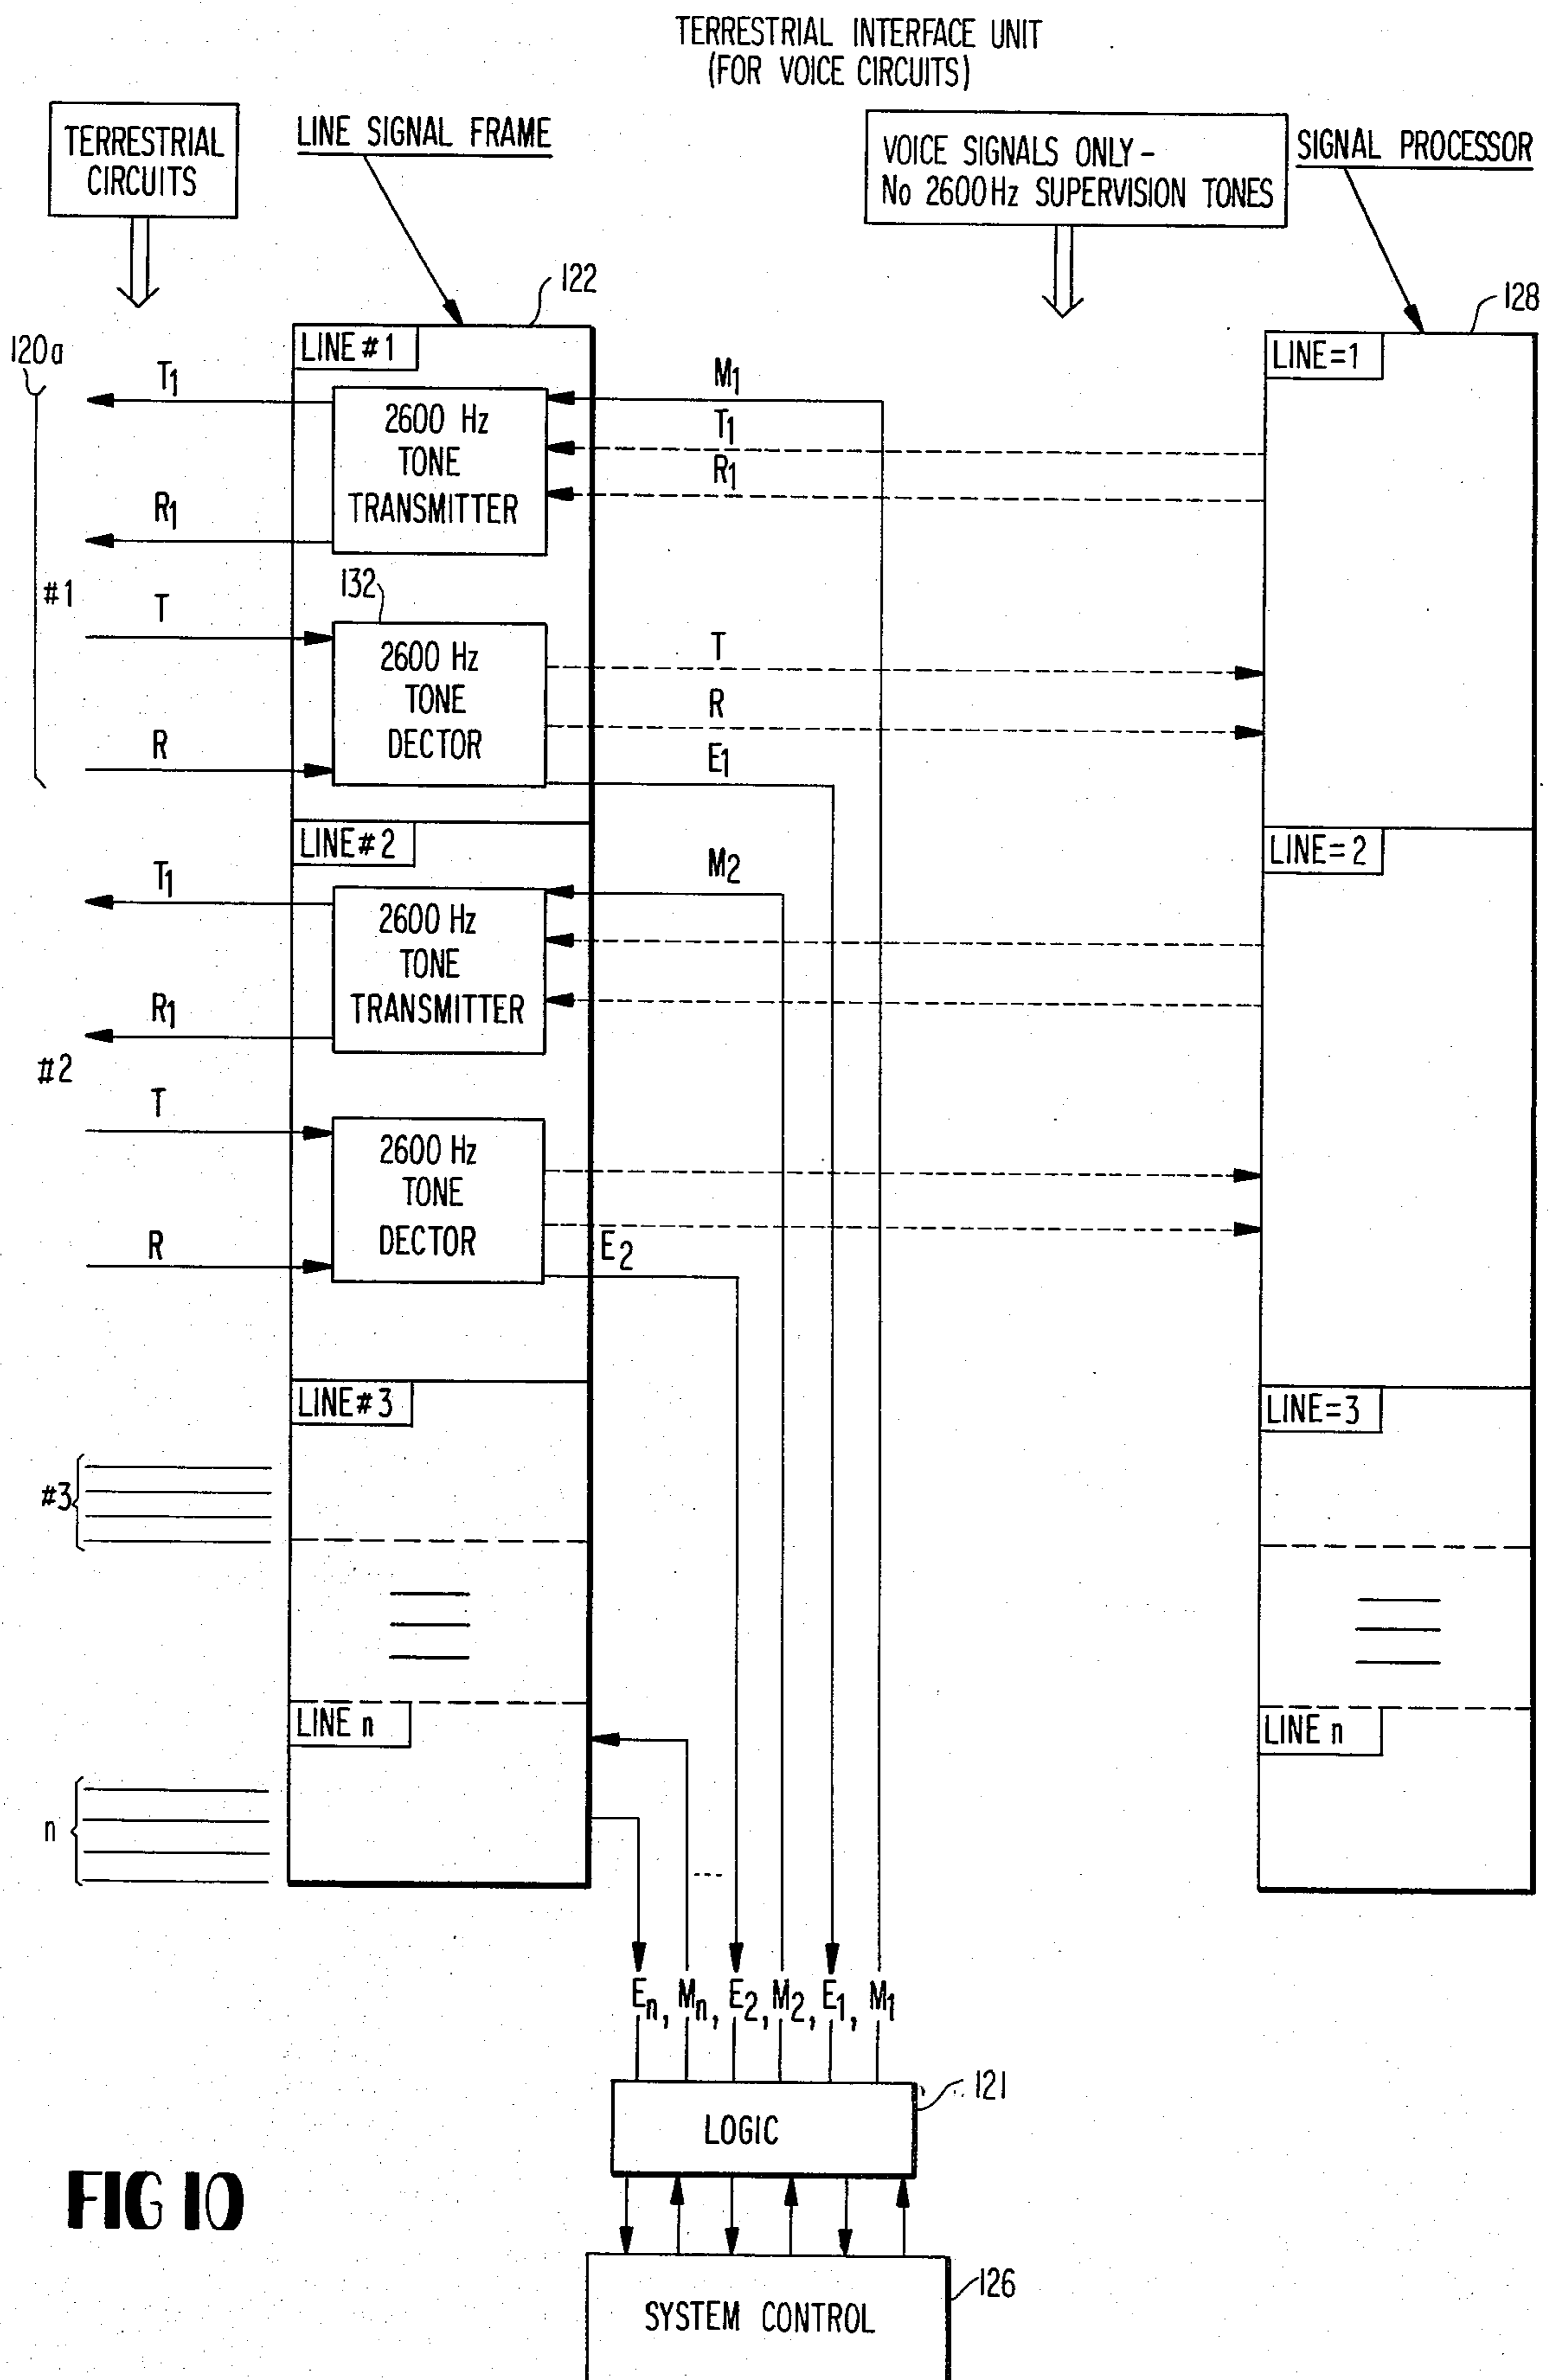 TERRESTRIAL INTERFACE UNIT
(FOR VOICE CIRCUITS)
TERRESTRIAL
CIRCUITS
LINE SIGNAL FRAME
VOICE SIGNALS ONLY -
No 2600Hz SUPERVISION TONES
SIGNAL PROCESSOR
122
128
120a
LINE #1
LINE=1
T1
2600 Hz
TONE
TRANSMITTER
M1
T1
R1
R1
#1
132
T
2600 Hz
TONE
DECTOR
T
R
R
E1
LINE #2
LINE=2
T1
2600 Hz
TONE
TRANSMITTER
M2
R1
#2
T
2600 Hz
TONE
DECTOR
R
E2
LINE #3
LINE=3
#3
LINE n
LINE n
n
En, Mn, E2, M2, E1, M1
121
LOGIC
FIG 10
126
SYSTEM CONTROL